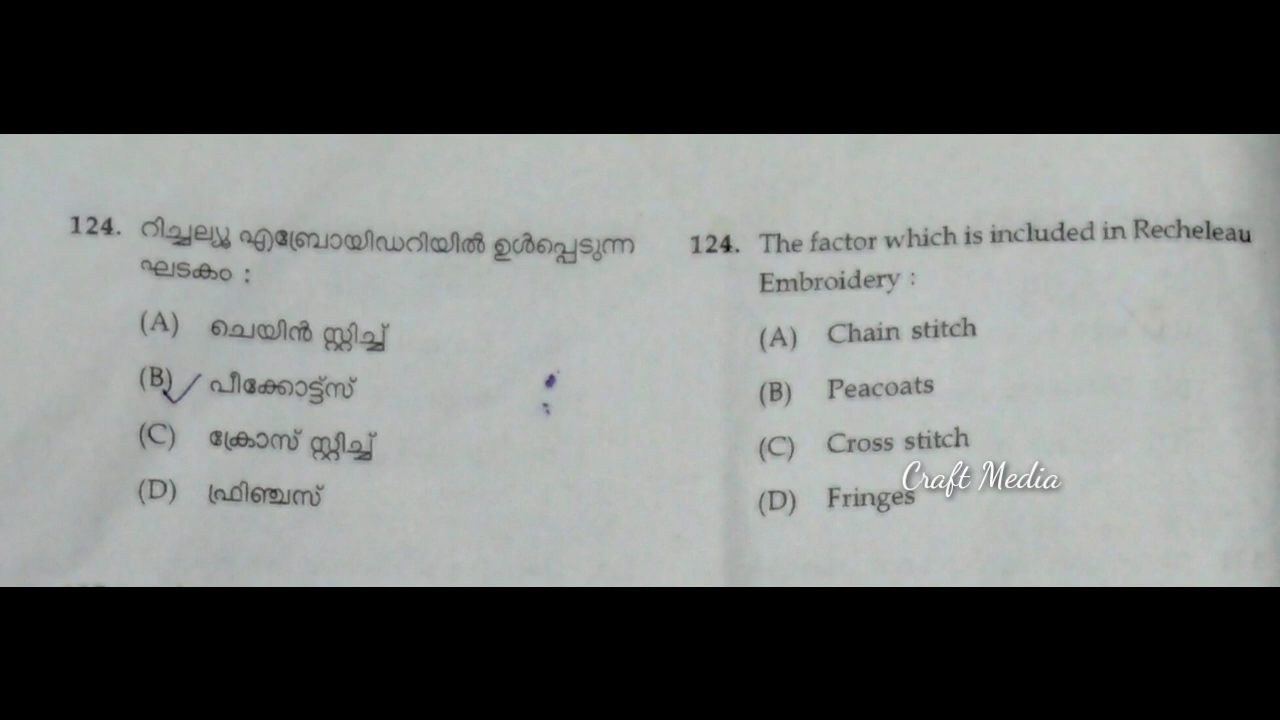 124. റിച്ചല്യൂ എബ്രോയിഡറിയിൽ ഉൾപ്പെടുന്ന
ഘടകം :
(A) ചെയിൻ സ്റ്റിച്ച്
(B) പീക്കോട്ട്സ്
(C) ക്രോസ് സ്റ്റിച്ച്
(D) ഫ്രിഞ്ചസ്
124. The factor which is included in Recheleau
Embroidery :
(A) Chain stitch
(B) Peacoats
(C) Cross stitch
Craft Media
(D) Fringes